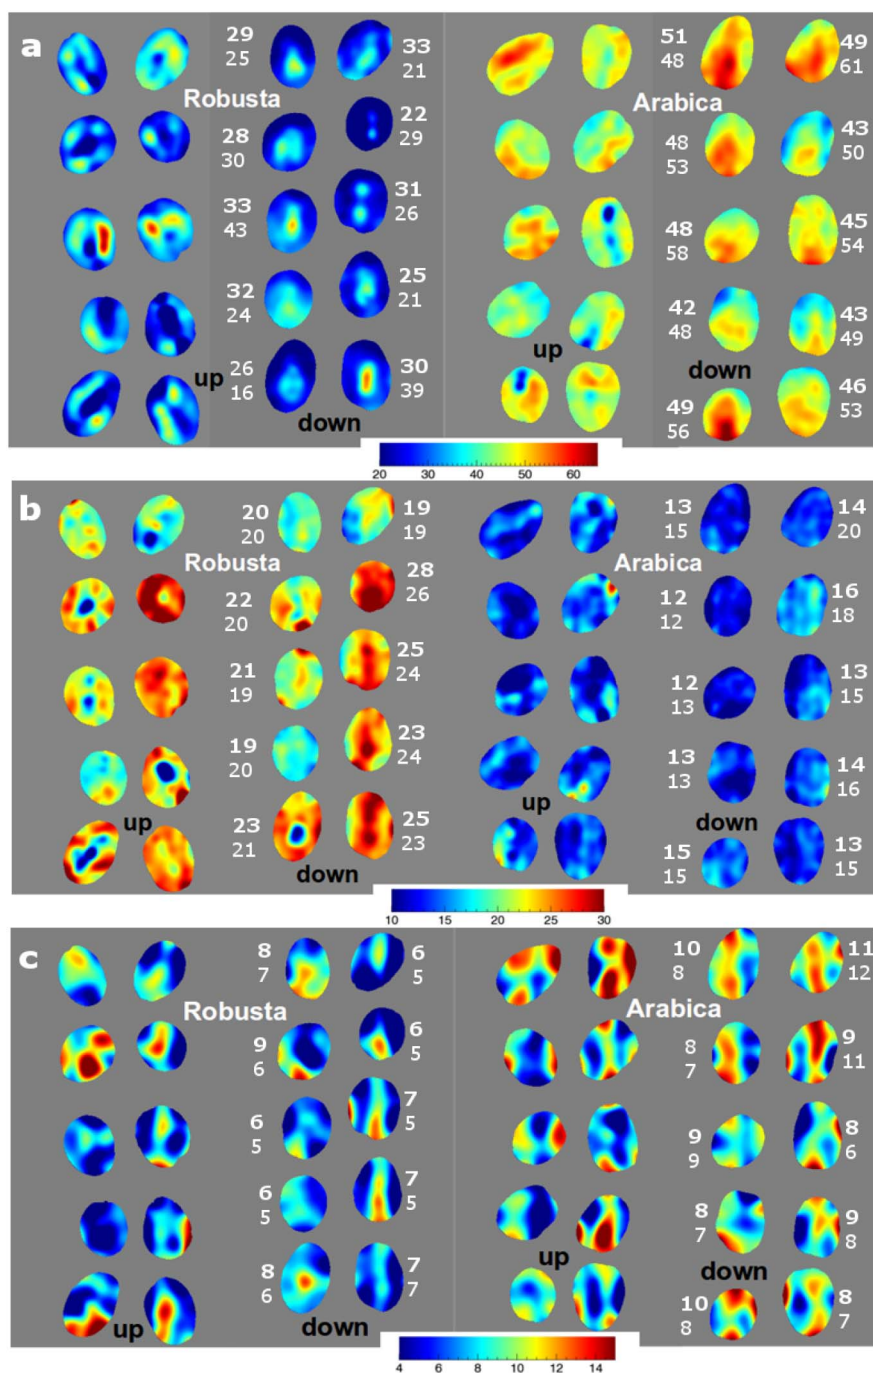 a
29 33
25 21
51 49
48 61
Robusta
Arabica
28 22
30 29
48 43
53 50
33 31
43 26
48 45
58 54
32 25
24 21
42 43
48 49
up
26 30
16 39
down
up
down
49 46
56 53
20 30 40 50 60
b
20 19
20 19
13 14
15 20
Robusta
Arabica
22 28
20 26
12 16
12 18
21 25
19 24
12 13
13 15
19 23
20 24
13 14
13 16
up
23 25
21 23
down
up
down
15 13
15 15
10 15 20 25 30
c
8 6
7 5
10 11
8 12
Robusta
Arabica
9 6
6 5
8 9
7 11
6 7
5 5
9 8
9 6
6 7
5 5
8 9
7 8
up
8 7
6 7
down
up
down
10 8
8 7
4 6 8 10 12 14